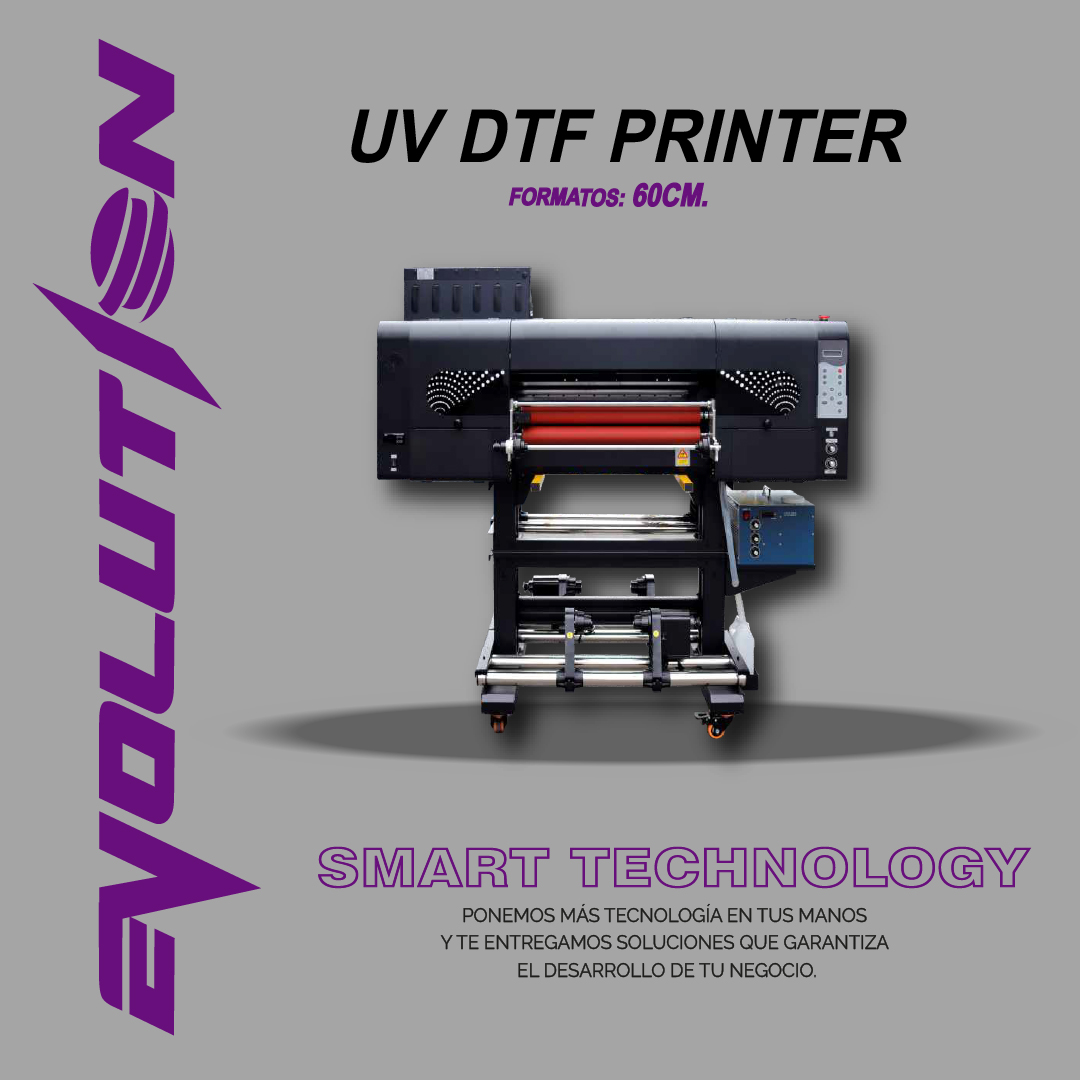 EVOLUTION
UV DTF PRINTER
FORMATOS: 60CM.
SMART TECHNOLOGY
PONEMOS MÁS TECNOLOGÍA EN TUS MANOS
Y TE ENTREGAMOS SOLUCIONES QUE GARANTIZA
EL DESARROLLO DE TU NEGOCIO.